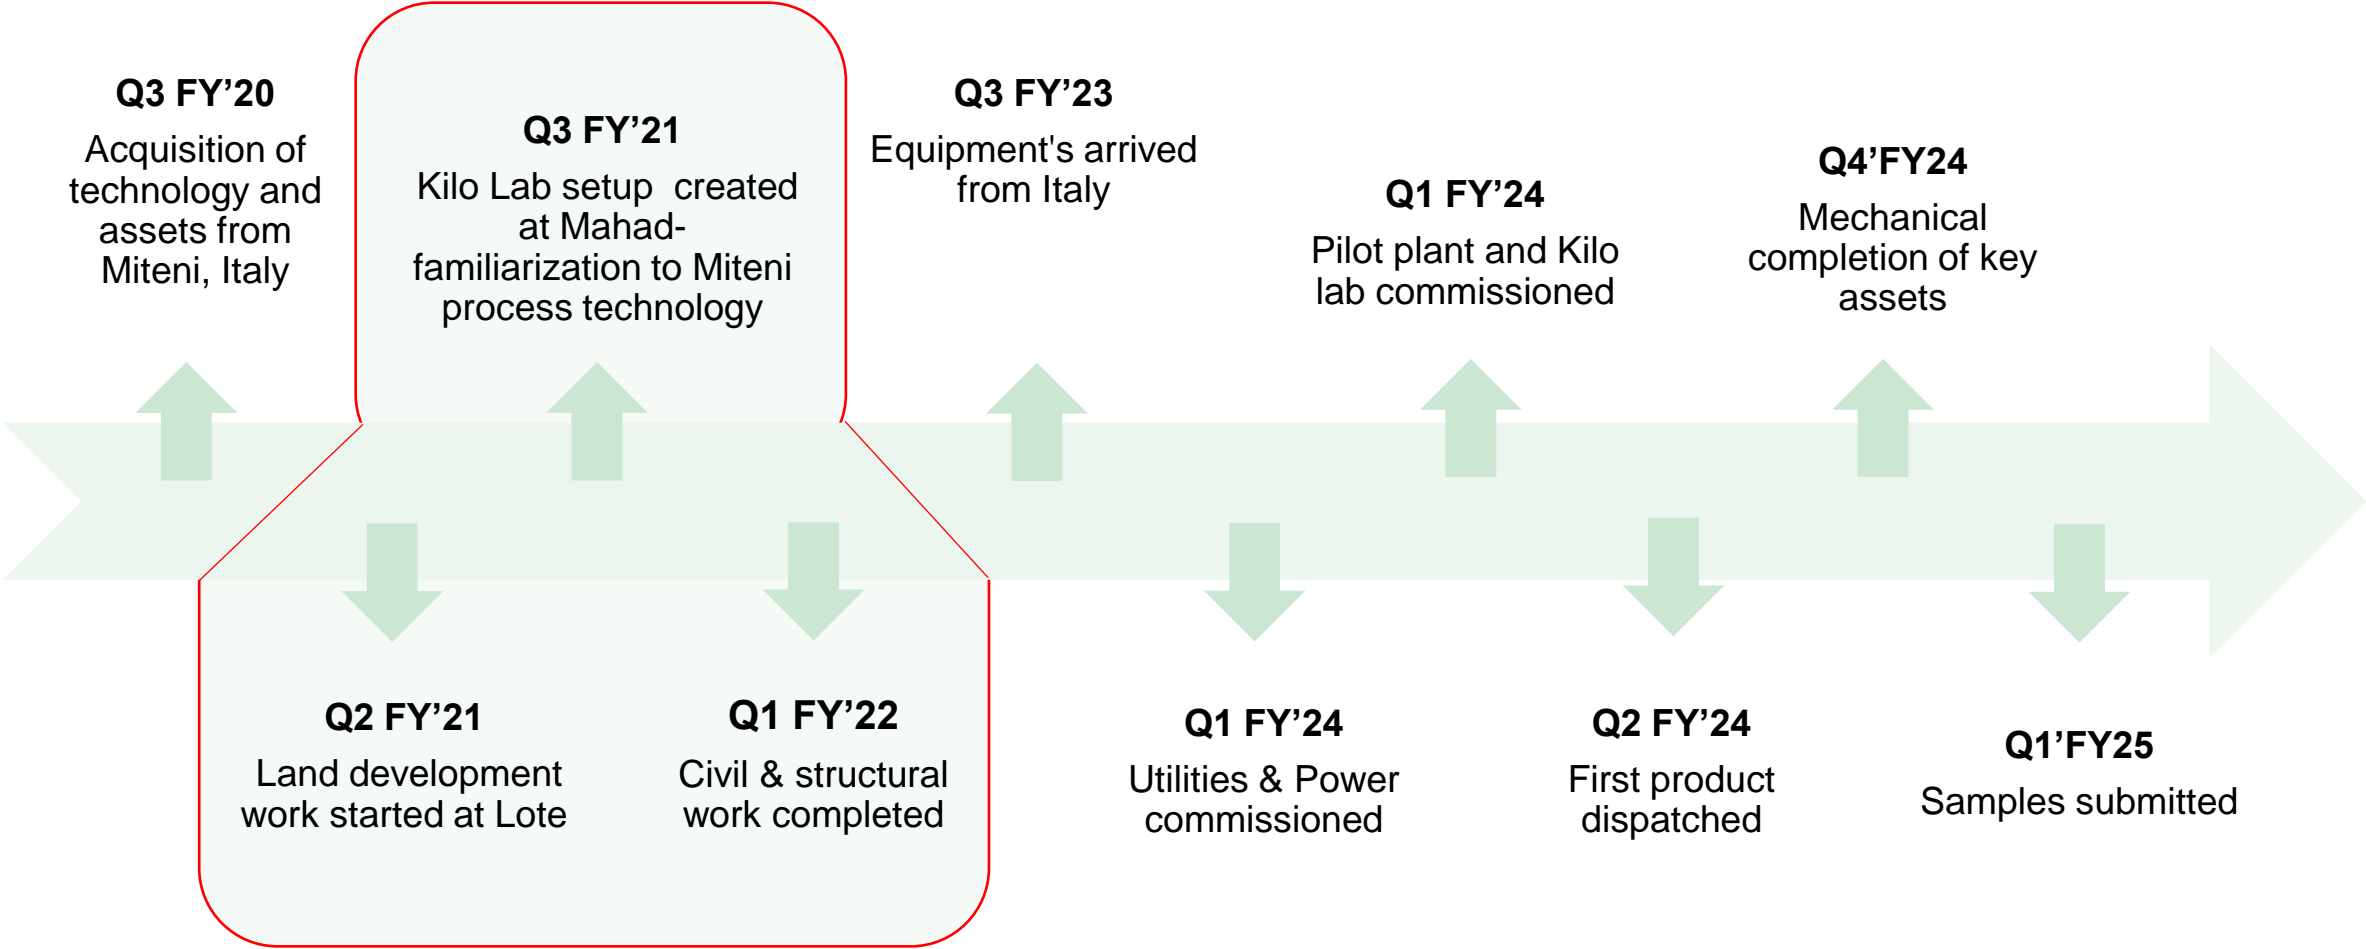 Q3 FY’20
Acquisition of
technology and
assets from
Miteni, Italy
Q3 FY’21
Kilo Lab setup  created
at Mahad-
familiarization to Miteni
process technology
Q3 FY’23
Equipment's arrived
from Italy
Q1 FY’24
Pilot plant and Kilo
lab commissioned
Q4’FY24
Mechanical
completion of key
assets
Q2 FY’21
Land development
work started at Lote
Q1 FY’22
Civil & structural
work completed
Q1 FY’24
Utilities & Power
commissioned
Q2 FY’24
First product
dispatched
Q1’FY25
Samples submitted